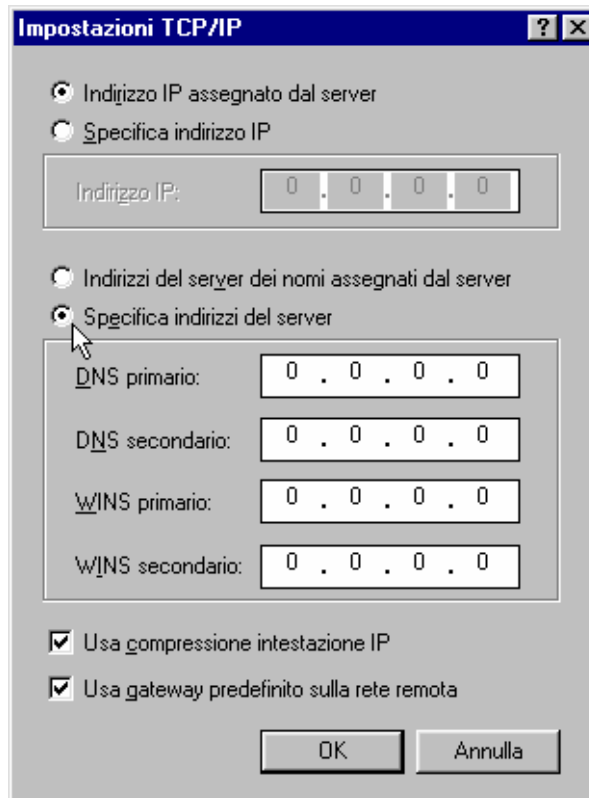 Impostazioni TCP/IP
Indirizzo IP assegnato dal server
Specifica indirizzo IP
Indirizzo IP: 0 . 0 . 0 . 0
Indirizzi del server dei nomi assegnati dal server
Specifica indirizzi del server
DNS primario: 0 . 0 . 0 . 0
DNS secondario: 0 . 0 . 0 . 0
WINS primario: 0 . 0 . 0 . 0
WINS secondario: 0 . 0 . 0 . 0
Usa compressione intestazione IP
Usa gateway predefinito sulla rete remota
OK Annulla